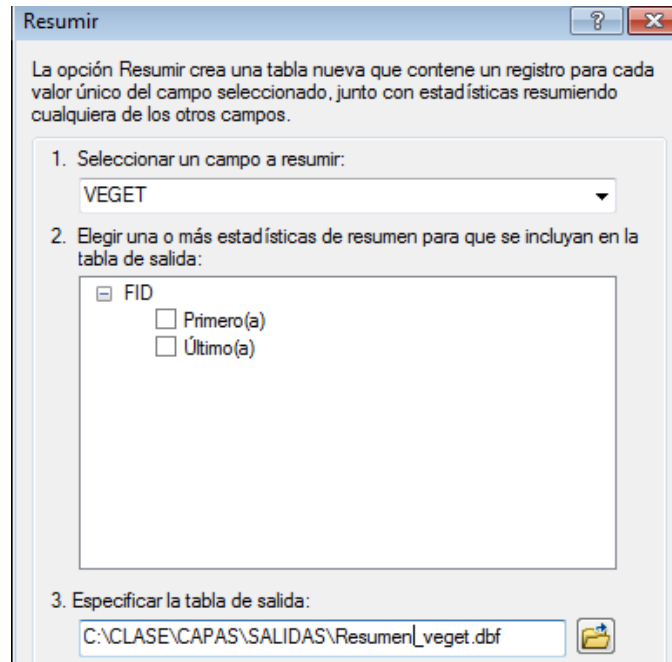 Resumir
La opción Resumir crea una tabla nueva que contene un registro para cada
valor único del campo seleccionado, junto con estadísticas resumiendo
cualquiera de los otros campos.
1. Seleccionar un campo a resumir:
VEGET
2. Elegir una o más estadísticas de resumen para que se incluyan en la
tabla de salida:
FID
Primero(a)
Último(a)
3. Especificar la tabla de salida:
C:\CLASE\CAPAS\SALIDAS\Resumen_veget.dbf